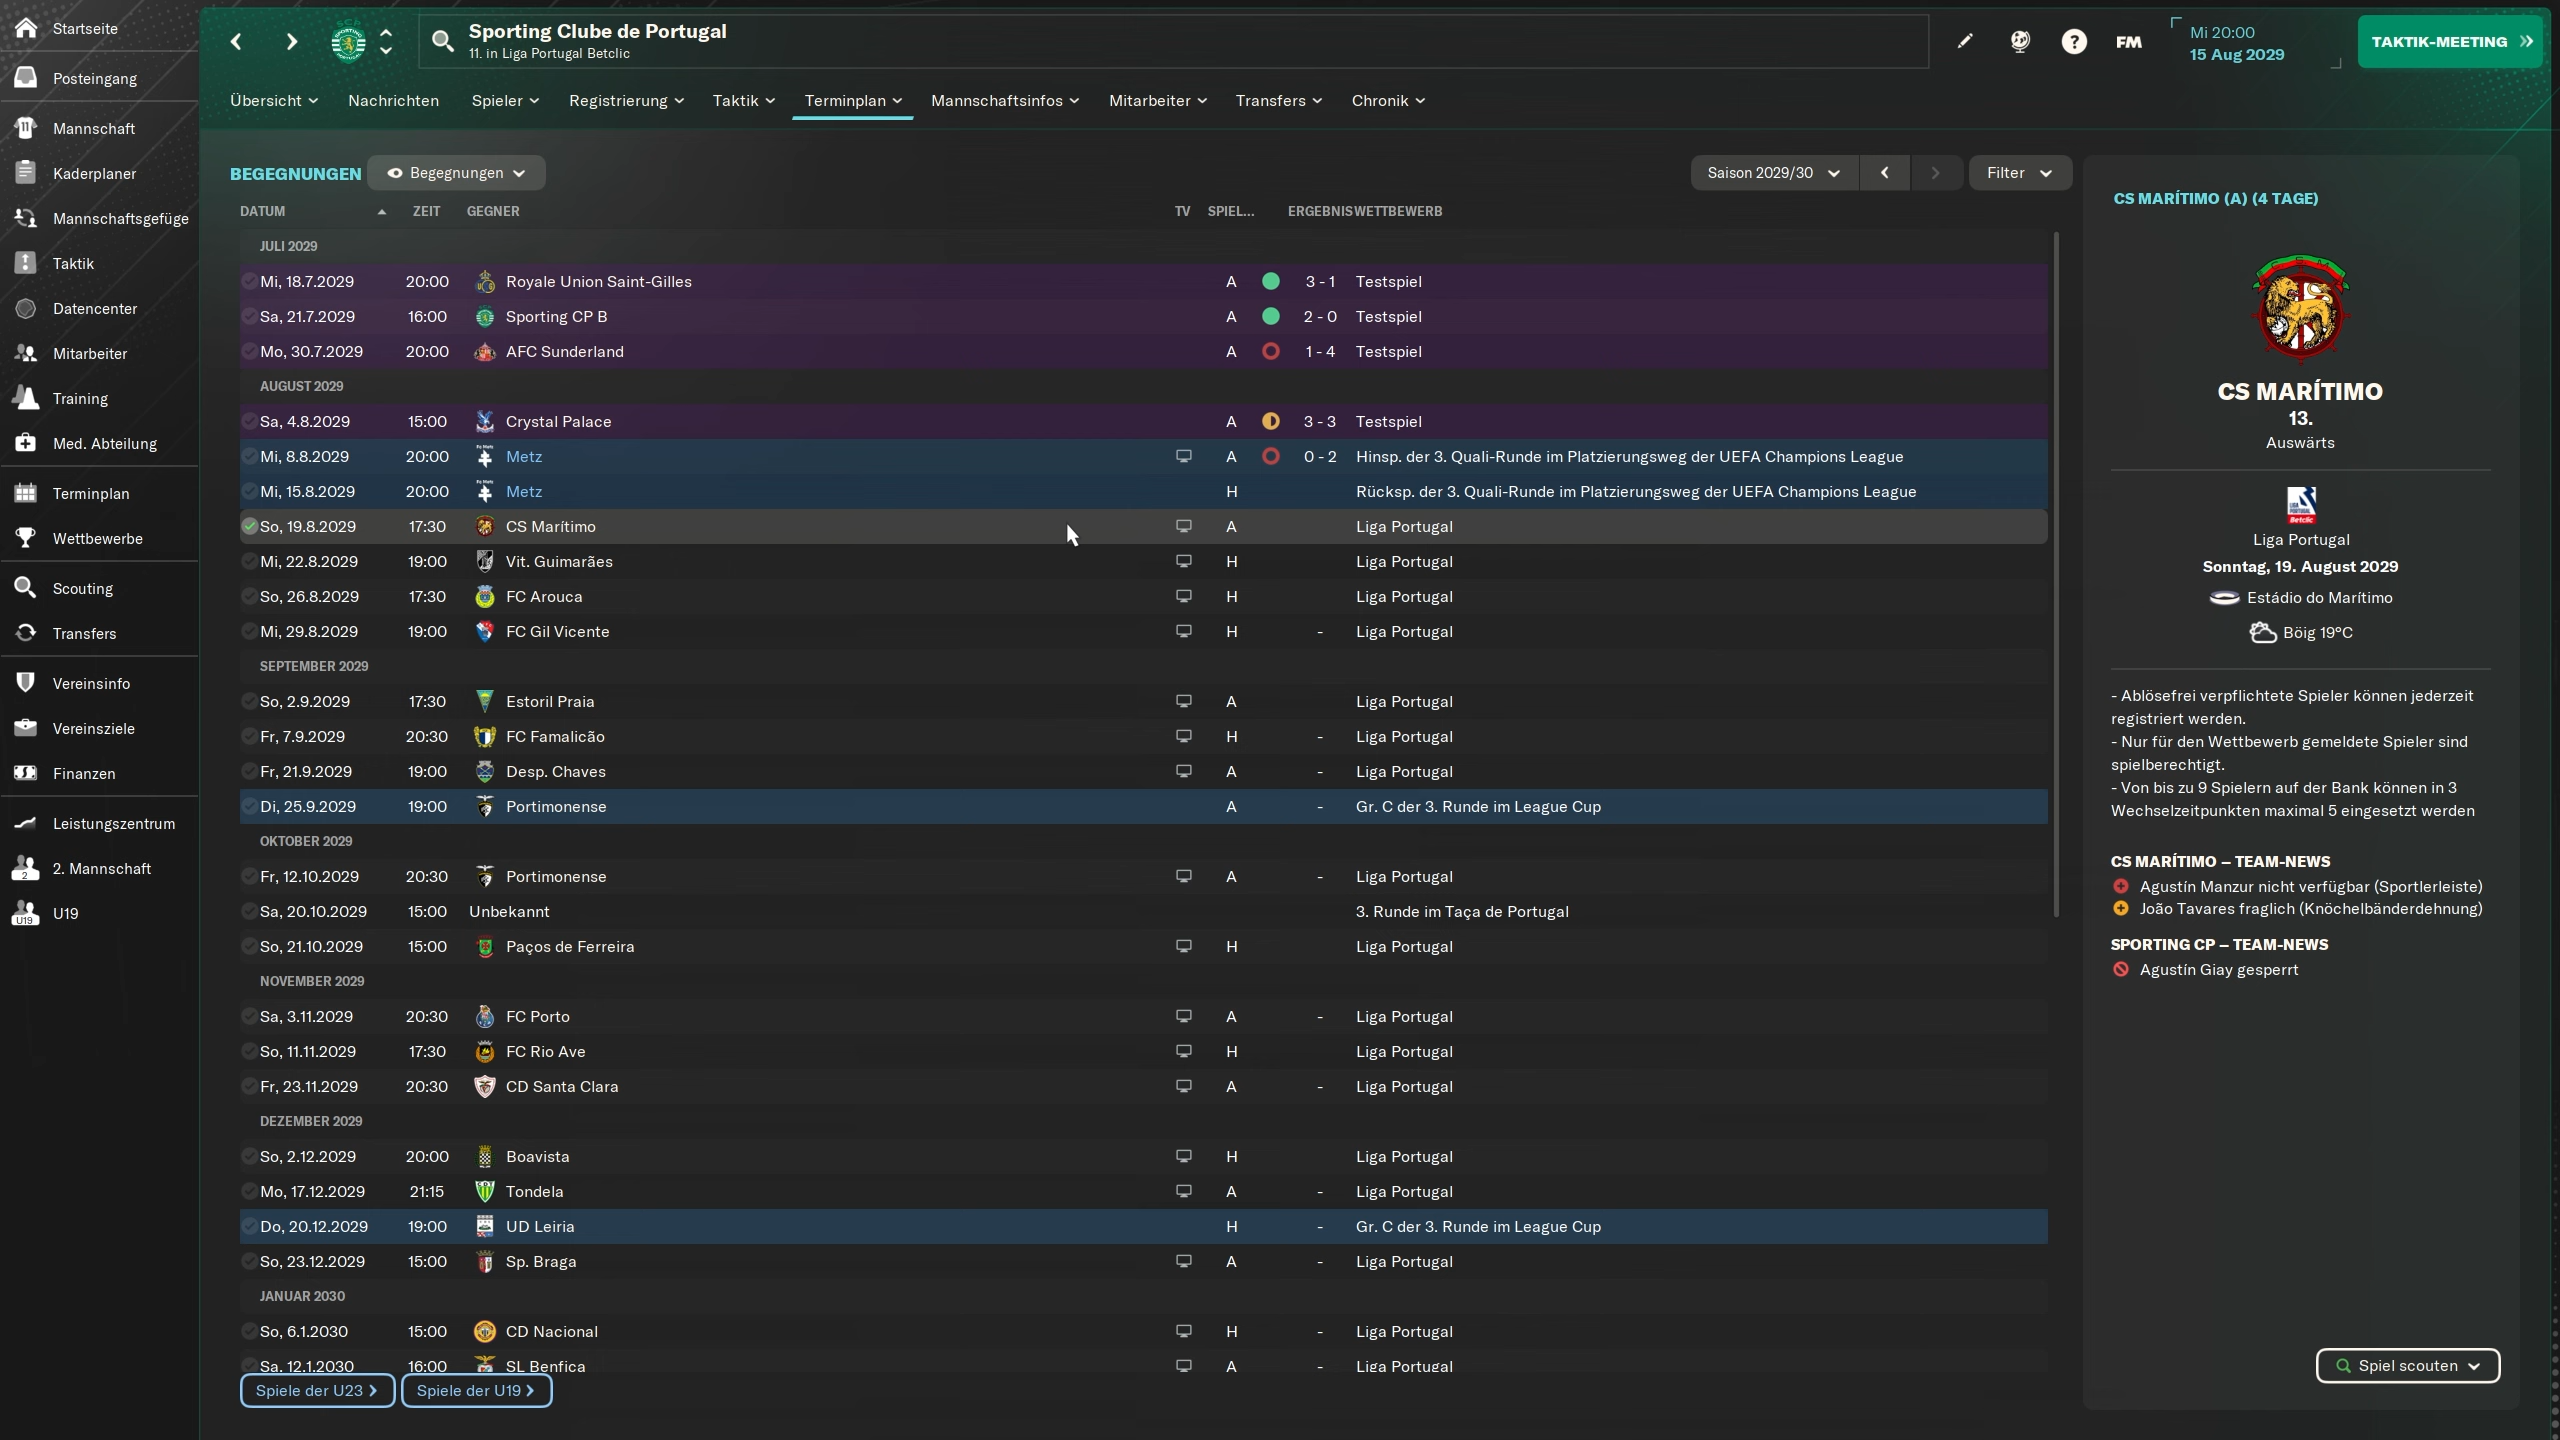 Startseite
Posteingang
Mannschaft
Kaderplaner
Mannschaftsgefüge
Taktik
Datencenter
Mitarbeiter
Training
Med. Abteilung
Terminplan
Wettbewerbe
Scouting
Transfers
Vereinsinfo
Vereinsziele
Finanzen
Leistungszentrum
2. Mannschaft
U19
Sporting Clube de Portugal
11. in Liga Portugal Betclic
FM
Mi 20:00
15 Aug 2029
TAKTIK-MEETING
Übersicht Nachrichten Spieler Registrierung Taktik Terminplan Mannschaftsinfos Mitarbeiter Transfers Chronik
BEGEGNUNGEN Begegnungen Saison 2029/30 Filter
DATUM ZEIT GEGNER TV SPIEL... ERGEBNIS WETTBEWERB
JULI 2029
Mi, 18.7.2029 20:00 Royale Union Saint-Gilles A 3 - 1 Testspiel
Sa, 21.7.2029 16:00 Sporting CP B A 2 - 0 Testspiel
Mo, 30.7.2029 20:00 AFC Sunderland A 1 - 4 Testspiel
AUGUST 2029
Sa, 4.8.2029 15:00 Crystal Palace A 3 - 3 Testspiel
Mi, 8.8.2029 20:00 Metz A 0 - 2 Hinsp. der 3. Quali-Runde im Platzierungsweg der UEFA Champions League
Mi, 15.8.2029 20:00 Metz H Rücksp. der 3. Quali-Runde im Platzierungsweg der UEFA Champions League
So, 19.8.2029 17:30 CS Marítimo A Liga Portugal
Mi, 22.8.2029 19:00 Vit. Guimarães H Liga Portugal
So, 26.8.2029 17:30 FC Arouca H Liga Portugal
Mi, 29.8.2029 19:00 FC Gil Vicente H - Liga Portugal
SEPTEMBER 2029
So, 2.9.2029 17:30 Estoril Praia A Liga Portugal
Fr, 7.9.2029 20:30 FC Famalicão H - Liga Portugal
Fr, 21.9.2029 19:00 Desp. Chaves A - Liga Portugal
Di, 25.9.2029 19:00 Portimonense A - Gr. C der 3. Runde im League Cup
OKTOBER 2029
Fr, 12.10.2029 20:30 Portimonense A - Liga Portugal
Sa, 20.10.2029 15:00 Unbekannt 3. Runde im Taça de Portugal
So, 21.10.2029 15:00 Paços de Ferreira H Liga Portugal
NOVEMBER 2029
Sa, 3.11.2029 20:30 FC Porto A - Liga Portugal
So, 11.11.2029 17:30 FC Rio Ave H Liga Portugal
Fr, 23.11.2029 20:30 CD Santa Clara A - Liga Portugal
DEZEMBER 2029
So, 2.12.2029 20:00 Boavista H Liga Portugal
Mo, 17.12.2029 21:15 Tondela A - Liga Portugal
Do, 20.12.2029 19:00 UD Leiria H - Gr. C der 3. Runde im League Cup
So, 23.12.2029 15:00 Sp. Braga A - Liga Portugal
JANUAR 2030
So, 6.1.2030 15:00 CD Nacional H - Liga Portugal
Sa, 12.1.2030 16:00 SL Benfica A - Liga Portugal
Spiele der U23 Spiele der U19
CS MARÍTIMO (A) (4 TAGE)
CS MARÍTIMO
13.
Auswärts
Liga Portugal
Sonntag, 19. August 2029
Estádio do Marítimo
Böig 19°C
- Ablösefrei verpflichtete Spieler können jederzeit
registriert werden.
- Nur für den Wettbewerb gemeldete Spieler sind
spielberechtigt.
- Von bis zu 9 Spielern auf der Bank können in 3
Wechselzeitpunkten maximal 5 eingesetzt werden
CS MARÍTIMO – TEAM-NEWS
Agustín Manzur nicht verfügbar (Sportlerleiste)
João Tavares fraglich (Knöchelbänderdehnung)
SPORTING CP – TEAM-NEWS
Agustín Giay gesperrt
Spiel scouten